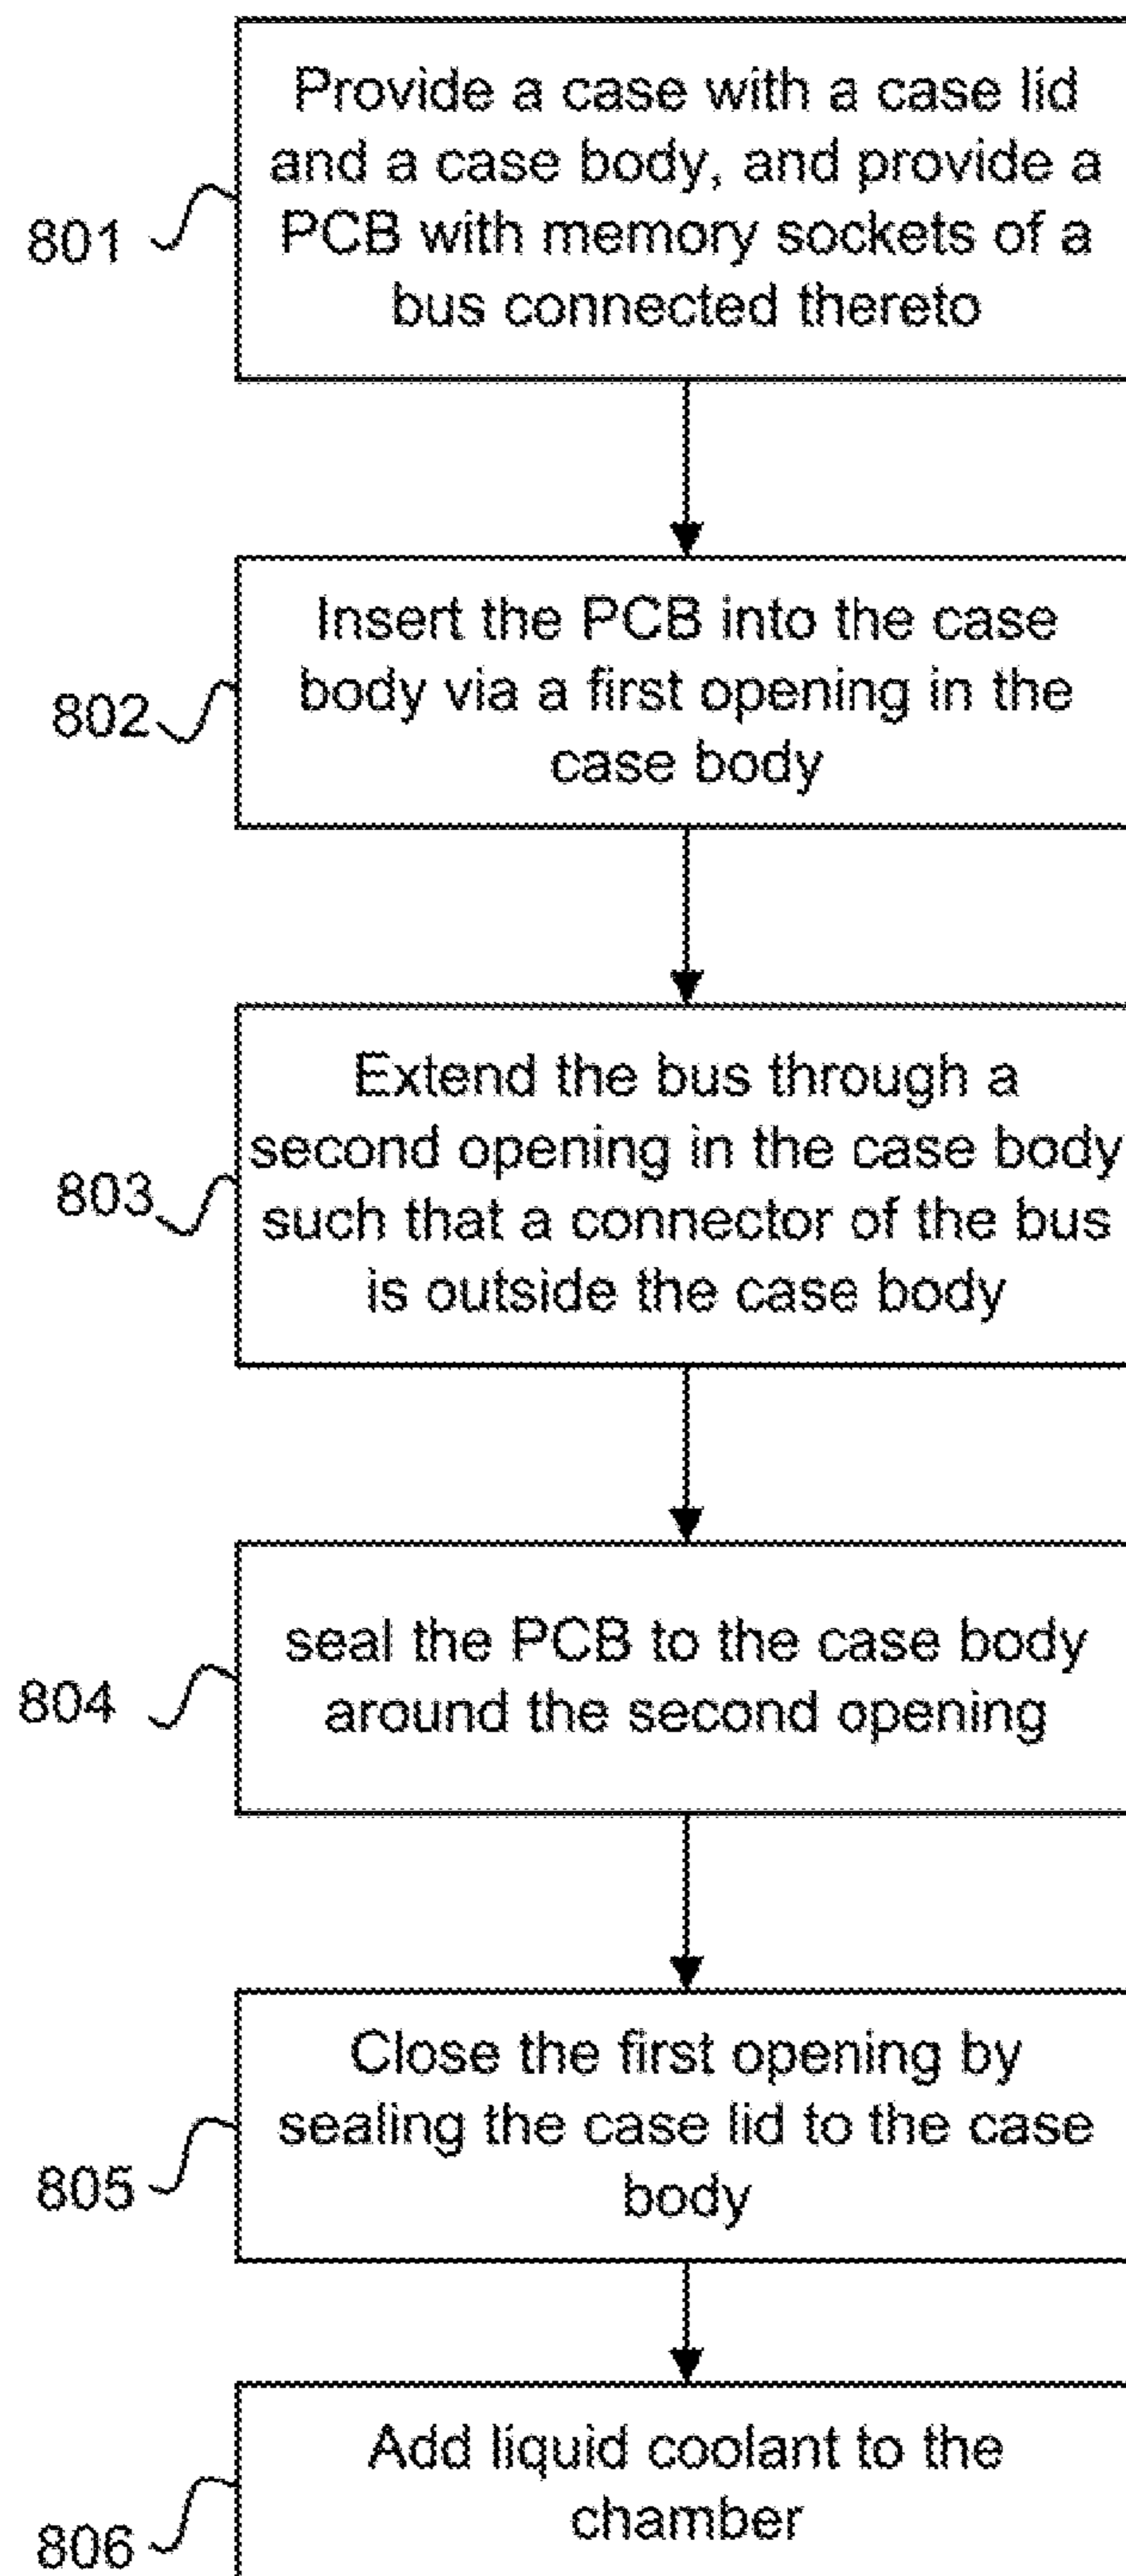 Provide a case with a case lid
and a case body, and provide a
PCB with memory sockets of a
bus connected thereto
801
Insert the PCB into the case
body via a first opening in the
case body
802
Extend the bus through a
second opening in the case body
such that a connector of the bus
is outside the case body
803
seal the PCB to the case body
around the second opening
804
Close the first opening by
sealing the case lid to the case
body
805
Add liquid coolant to the
chamber
806